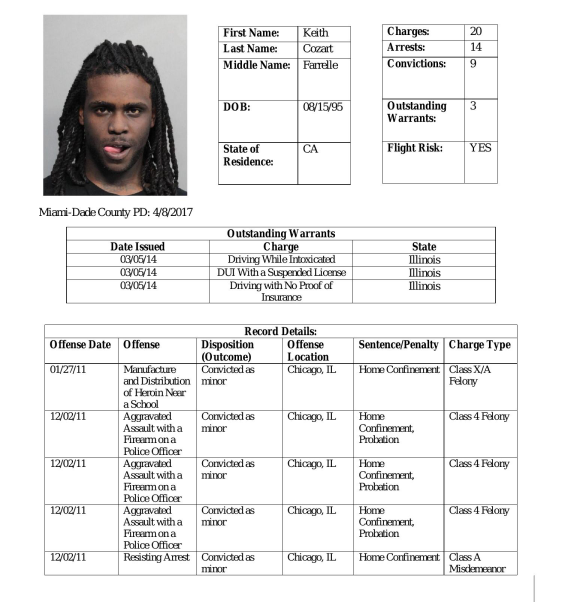 First Name: Keith
Last Name: Cozart
Middle Name: Farrelle
DOB: 08/15/95
State of
Residence: CA
Charges: 20
Arrests: 14
Convictions: 9
Outstanding 3
Warrants:
Flight Risk: YES
Miami-Dade County PD: 4/8/2017
Outstanding Warrants
Date Issued Charge State
03/05/14 Driving While Intoxicated Illinois
03/05/14 DUI With a Suspended License Illinois
03/05/14 Driving with No Proof of Illinois
Insurance
Record Details:
Offense Date Offense Disposition Offense Sentence/Penalty Charge Type
(Outcome) Location
01/27/11 Manufacture Convicted as Chicago, IL Home Confinement Class X/A
and Distribution minor Felony
of Heroin Near
a School
12/02/11 Aggravated Convicted as Chicago, IL Home Class 4 Felony
Assault with a minor Confinement,
Firearm on a Probation
Police Officer
12/02/11 Aggravated Convicted as Chicago, IL Home Class 4 Felony
Assault with a minor Confinement,
Firearm on a Probation
Police Officer
12/02/11 Aggravated Convicted as Chicago, IL Home Class 4 Felony
Assault with a minor Confinement,
Firearm on a Probation
Police Officer
12/02/11 Resisting Arrest Convicted as Chicago, IL Home Confinement Class A
minor Misdemeanor